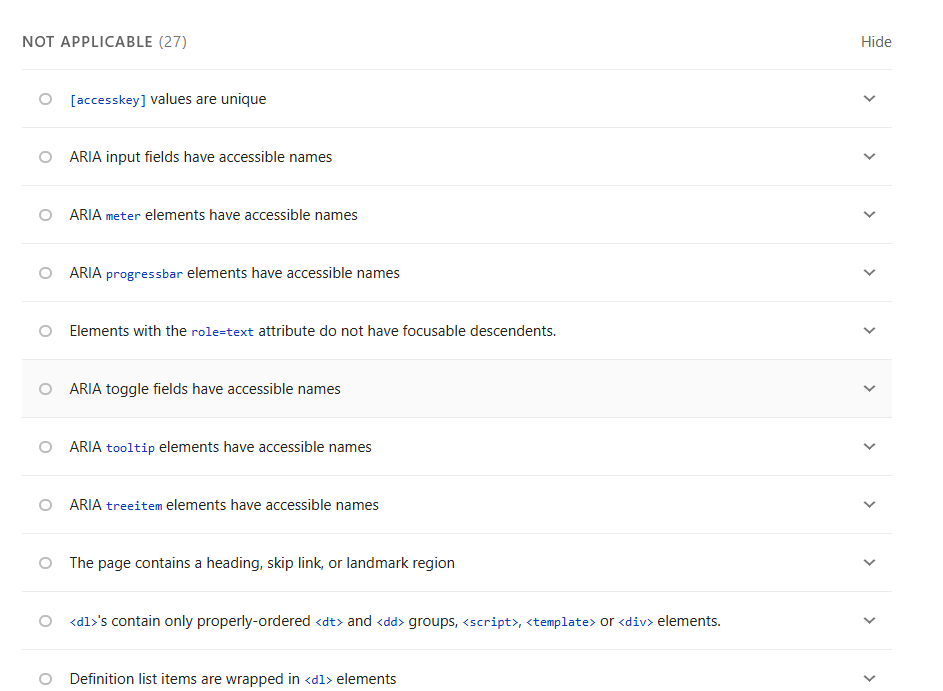 NOT APPLICABLE (27) Hide
[accesskey] values are unique
ARIA input fields have accessible names
ARIA meter elements have accessible names
ARIA progressbar elements have accessible names
Elements with the role=text attribute do not have focusable descendents.
ARIA toggle fields have accessible names
ARIA tooltip elements have accessible names
ARIA treeitem elements have accessible names
The page contains a heading, skip link, or landmark region
<dl>'s contain only properly-ordered <dt> and <dd> groups, <script>, <template> or <div> elements.
Definition list items are wrapped in <dl> elements